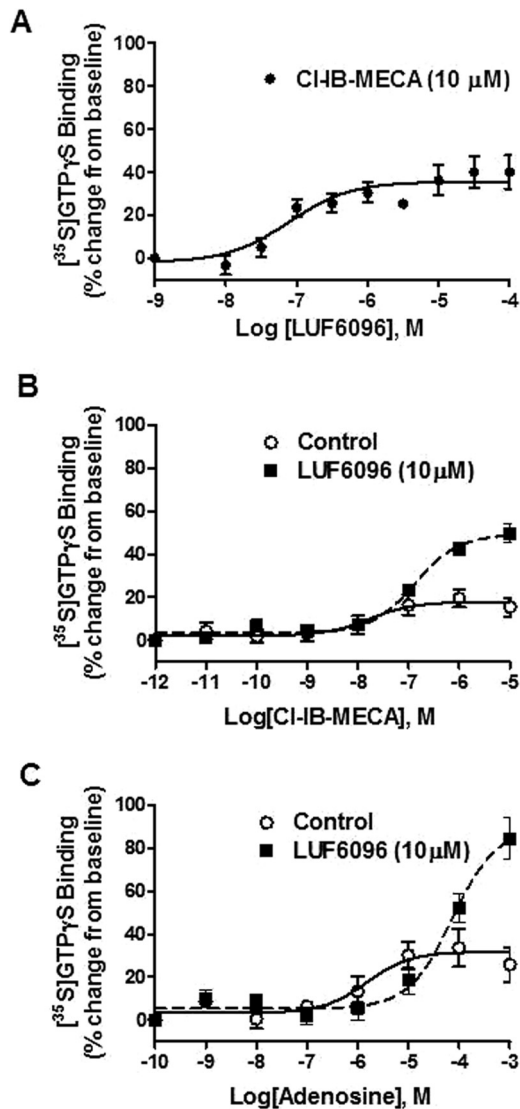 A
[³⁵S]GTPγS Binding
(% change from baseline)
100
80
60
40
20
0
Cl-IB-MECA (10 μM)
-9 -8 -7 -6 -5 -4
Log [LUF6096], M
B
[³⁵S]GTPγS Binding
(% change from baseline)
100
80
60
40
20
0
Control
LUF6096 (10μM)
-12 -11 -10 -9 -8 -7 -6 -5
Log[Cl-IB-MECA], M
C
[³⁵S]GTPγS Binding
(% change from baseline)
100
80
60
40
20
0
Control
LUF6096 (10μM)
-10 -9 -8 -7 -6 -5 -4 -3
Log[Adenosine], M